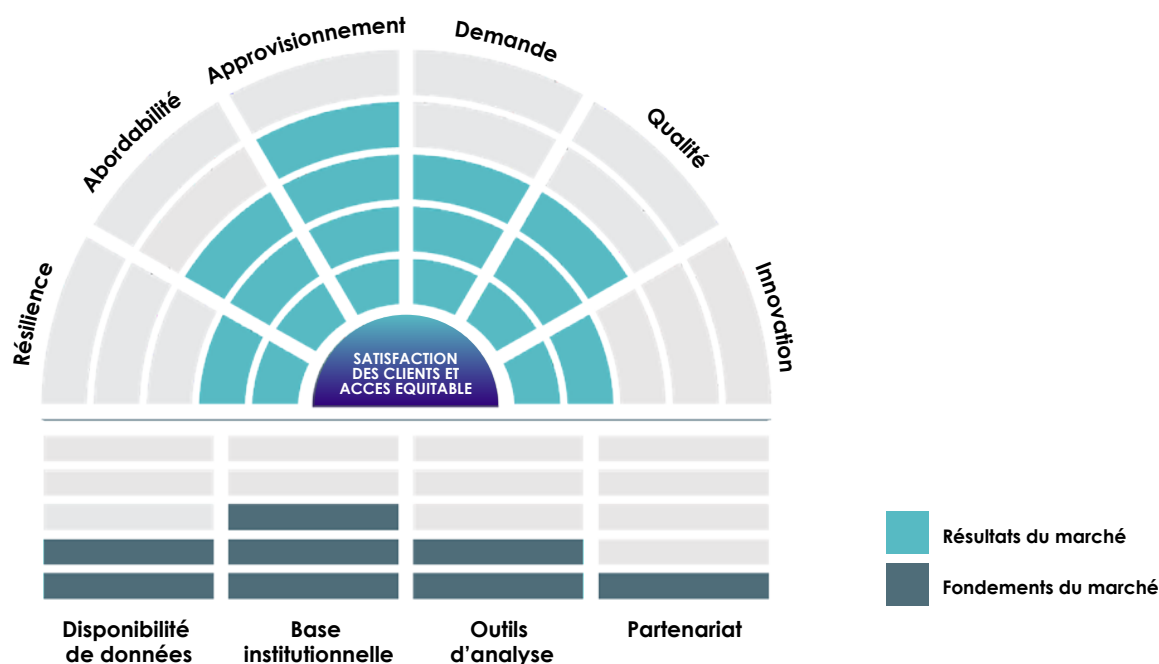 Résilience
Abordabilité
Approvisionnement
Demande
Qualité
Innovation
SATISFACTION
DES CLIENTS ET
ACCES EQUITABLE
Disponibilité
de données
Base
institutionnelle
Outils
d'analyse
Partenariat
Résultats du marché
Fondements du marché